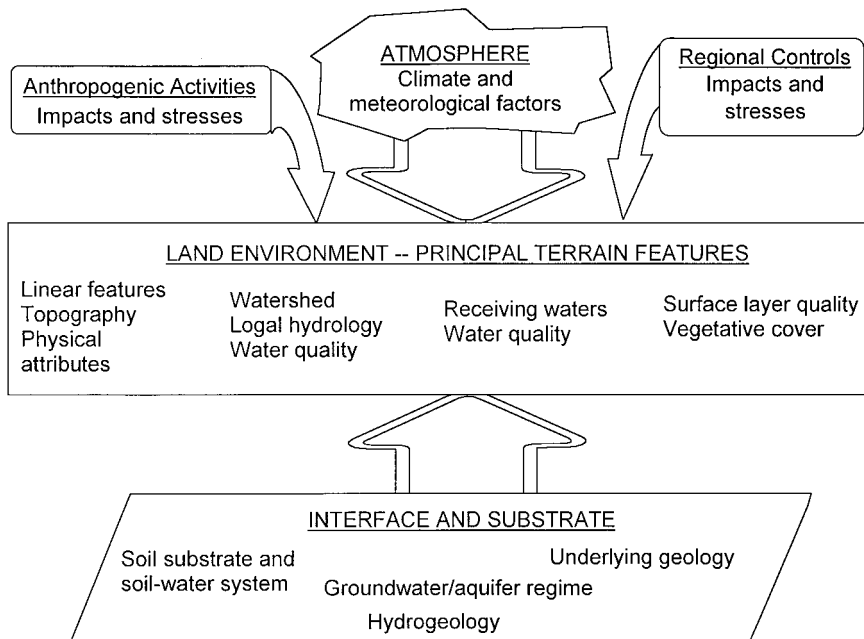 Anthropogenic Activities
Impacts and stresses
ATMOSPHERE
Climate and
meteorological factors
Regional Controls
Impacts and
stresses
LAND ENVIRONMENT -- PRINCIPAL TERRAIN FEATURES
Linear features
Topography
Physical
attributes
Watershed
Logal hydrology
Water quality
Receiving waters
Water quality
Surface layer quality
Vegetative cover
INTERFACE AND SUBSTRATE
Soil substrate and
soil-water system
Underlying geology
Groundwater/aquifer regime
Hydrogeology